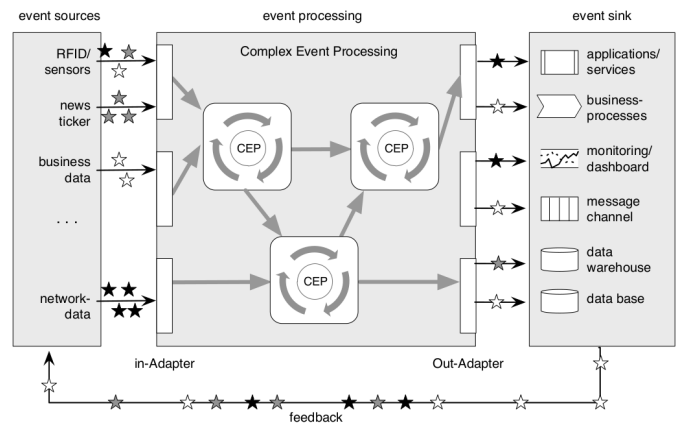 event sources
event processing
event sink
Complex Event Processing
RFID/
sensors
news
ticker
business
data
. . .
network-
data
CEP
CEP
CEP
applications/
services
business-
processes
monitoring/
dashboard
message
channel
data
warehouse
data base
in-Adapter
Out-Adapter
feedback